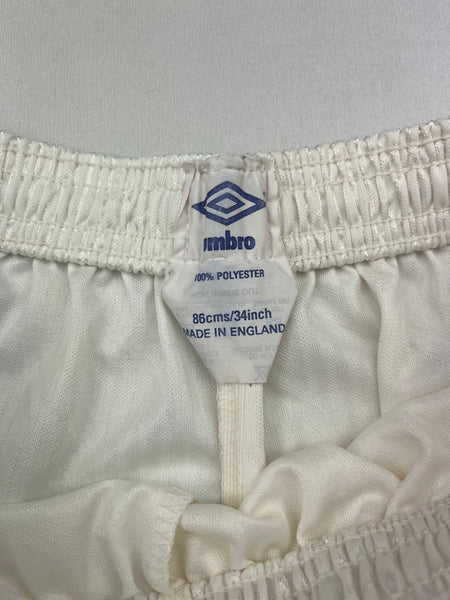 umbro
100% POLYESTER
86cms/34inch
MADE IN ENGLAND